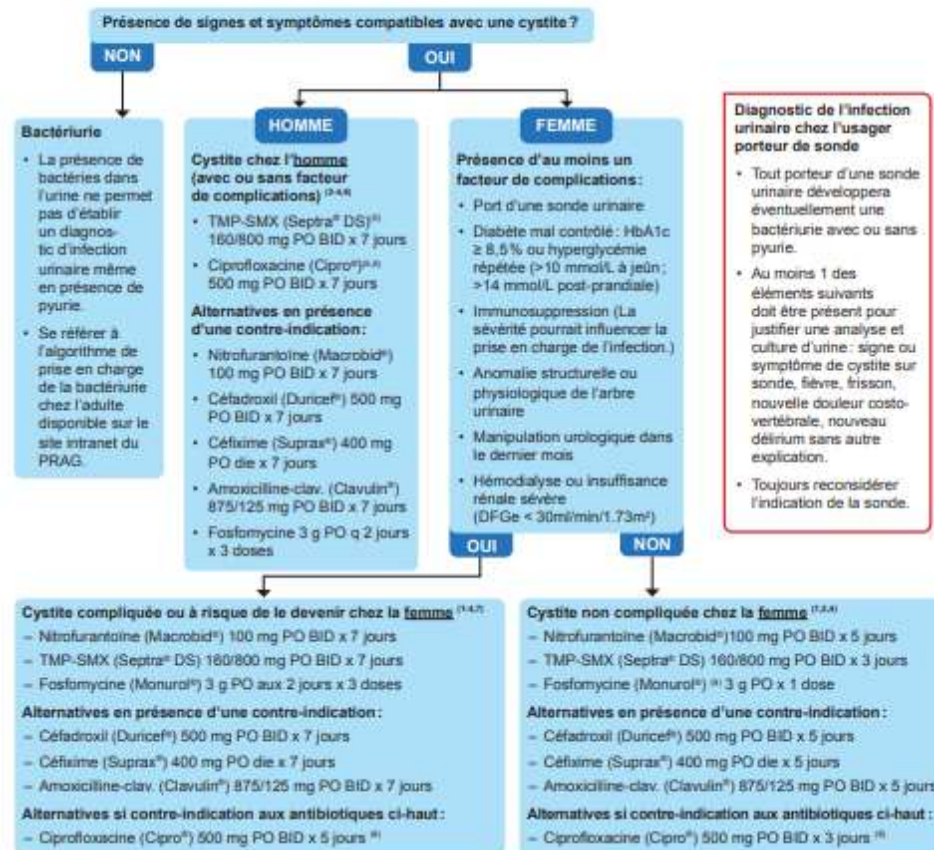 Présence de signes et symptômes compatibles avec une cystite ?
NON
OUI
Bactériurie
• La présence de
bactéries dans
l'urine ne permet
pas d'établir
un diagnos-
tic d'infection
urinaire même
en présence de
pyurie.
• Se référer à
l'algorithme de
prise en charge
de la bactériurie
chez l'adulte
disponible sur le
site intranet du
PRAG.
HOMME
Cystite chez l'homme
(avec ou sans facteur
de complications)
• TMP-SMX (Septra® DS)
160/800 mg PO BID x 7 jours
• Ciprofloxacine (Cipro®)
500 mg PO BID x 7 jours
Alternatives en présence
d'une contre-indication :
• Nitrofurantoïne (Macrobid®)
100 mg PO BID x 7 jours
• Céfadroxil (Duricef®) 500 mg
PO BID x 7 jours
• Céfixime (Suprax®) 400 mg
PO die x 7 jours
• Amoxicilline-clav. (Clavulin®)
875/125 mg PO BID x 7 jours
• Fosfomycine 3 g PO q 2 jours
x 3 doses
FEMME
Présence d'au moins un
facteur de complications :
• Port d'une sonde urinaire
• Diabète mal contrôlé : HbA1c
≥ 8,5% ou hyperglycémie
répétée (>10 mmol/L à jeûn ;
>14 mmol/L post-prandiale)
• Immunosuppression (La
sévérité pourrait influencer la
prise en charge de l'infection.)
• Anomalie structurelle ou
physiologique de l'arbre
urinaire
• Manipulation urologique dans
le dernier mois
• Hémodialyse ou insuffisance
rénale sévère
(DFGe < 30ml/min/1.73m²)
OUI
NON
Diagnostic de l'infection
urinaire chez l'usager
porteur de sonde
• Tout porteur d'une sonde
urinaire développera
éventuellement une
bactériurie avec ou sans
pyurie.
• Au moins 1 des
éléments suivants
doit être présent pour
justifier une analyse et
culture d'urine : signe ou
symptôme de cystite sur
sonde, fièvre, frisson,
nouvelle douleur costo-
vertébrale, nouveau
délirium sans autre
explication.
• Toujours reconsidérer
l'indication de la sonde.
Cystite compliquée ou à risque de le devenir chez la femme
– Nitrofurantoïne (Macrobid®) 100 mg PO BID x 7 jours
– TMP-SMX (Septra® DS) 160/800 mg PO BID x 7 jours
– Fosfomycine (Monurol®) 3 g PO aux 2 jours x 3 doses
Alternatives en présence d'une contre-indication :
– Céfadroxil (Duricef®) 500 mg PO BID x 7 jours
– Céfixime (Suprax®) 400 mg PO die x 7 jours
– Amoxicilline-clav. (Clavulin®) 875/125 mg PO BID x 7 jours
Alternatives si contre-indication aux antibiotiques ci-haut :
– Ciprofloxacine (Cipro®) 500 mg PO BID x 5 jours
Cystite non compliquée chez la femme
– Nitrofurantoïne (Macrobid®)100 mg PO BID x 5 jours
– TMP-SMX (Septra® DS) 160/800 mg PO BID x 3 jours
– Fosfomycine (Monurol®) 3 g PO x 1 dose
Alternatives en présence d'une contre-indication :
– Céfadroxil (Duricef®) 500 mg PO BID x 5 jours
– Céfixime (Suprax®) 400 mg PO die x 5 jours
– Amoxicilline-clav. (Clavulin®) 875/125 mg PO BID x 5 jours
Alternatives si contre-indication aux antibiotiques ci-haut :
– Ciprofloxacine (Cipro®) 500 mg PO BID x 3 jours